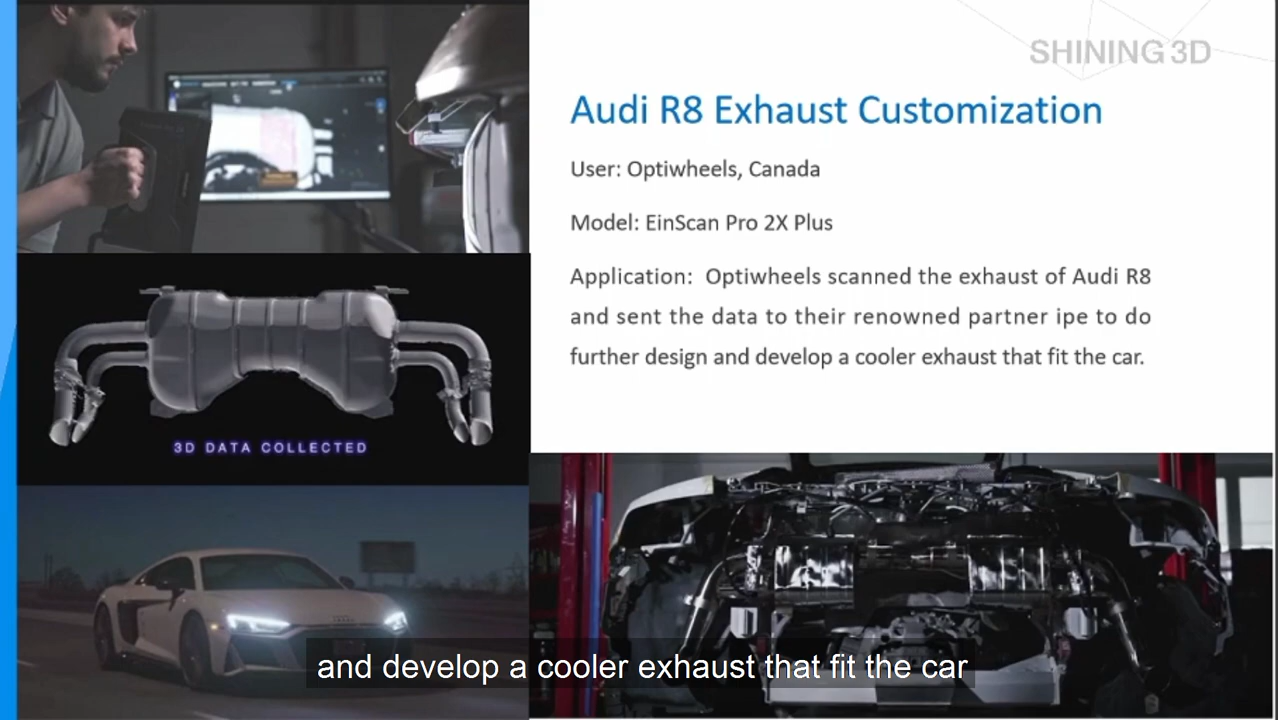 SHINING 3D
Audi R8 Exhaust Customization
User: Optiwheels, Canada
Model: EinScan Pro 2X Plus
Application: Optiwheels scanned the exhaust of Audi R8
and sent the data to their renowned partner ipe to do
further design and develop a cooler exhaust that fit the car.
3D DATA COLLECTED
and develop a cooler exhaust that fit the car